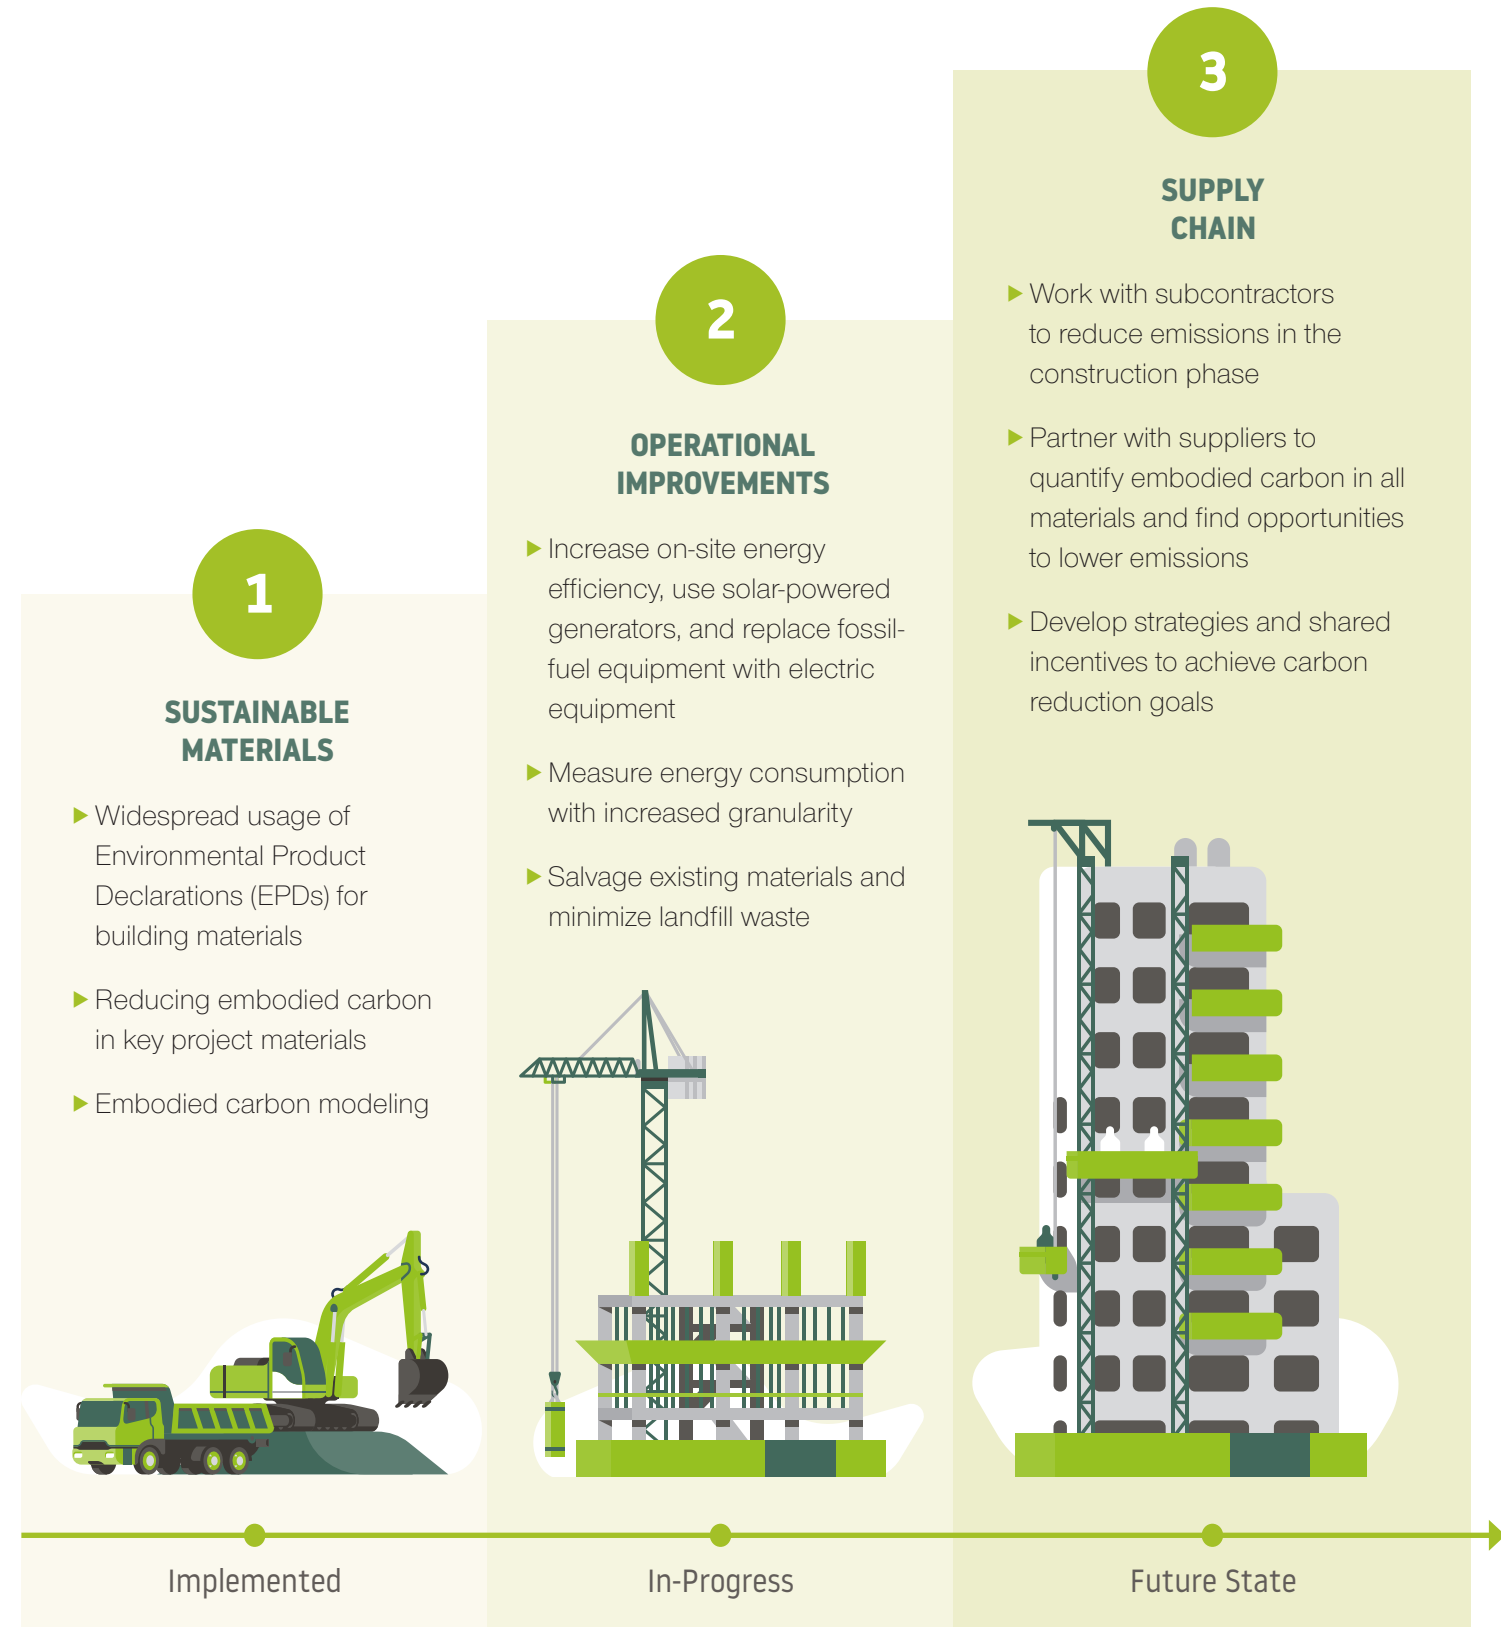 1
SUSTAINABLE
MATERIALS
Widespread usage of
Environmental Product
Declarations (EPDs) for
building materials
Reducing embodied carbon
in key project materials
Embodied carbon modeling
Implemented
2
OPERATIONAL
IMPROVEMENTS
Increase on-site energy
efficiency, use solar-powered
generators, and replace fossil-
fuel equipment with electric
equipment
Measure energy consumption
with increased granularity
Salvage existing materials and
minimize landfill waste
In-Progress
3
SUPPLY
CHAIN
Work with subcontractors
to reduce emissions in the
construction phase
Partner with suppliers to
quantify embodied carbon in all
materials and find opportunities
to lower emissions
Develop strategies and shared
incentives to achieve carbon
reduction goals
Future State